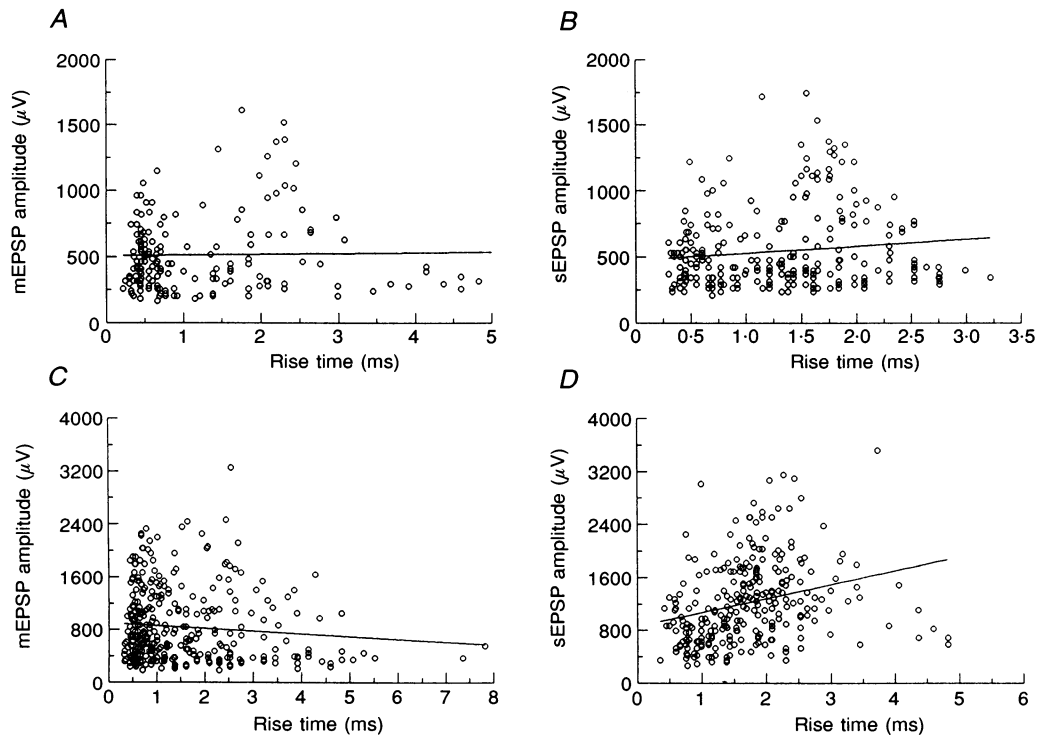 A
2000
1500
1000
500
0
mEPSP amplitude (μV)
0 1 2 3 4 5
Rise time (ms)
B
2000
1500
1000
500
0
sEPSP amplitude (μV)
0 0·5 1·0 1·5 2·0 2·5 3·0 3·5
Rise time (ms)
C
4000
3200
2400
1600
800
0
mEPSP amplitude (μV)
0 1 2 3 4 5 6 7 8
Rise time (ms)
D
4000
3200
2400
1600
800
0
sEPSP amplitude (μV)
0 1 2 3 4 5 6
Rise time (ms)